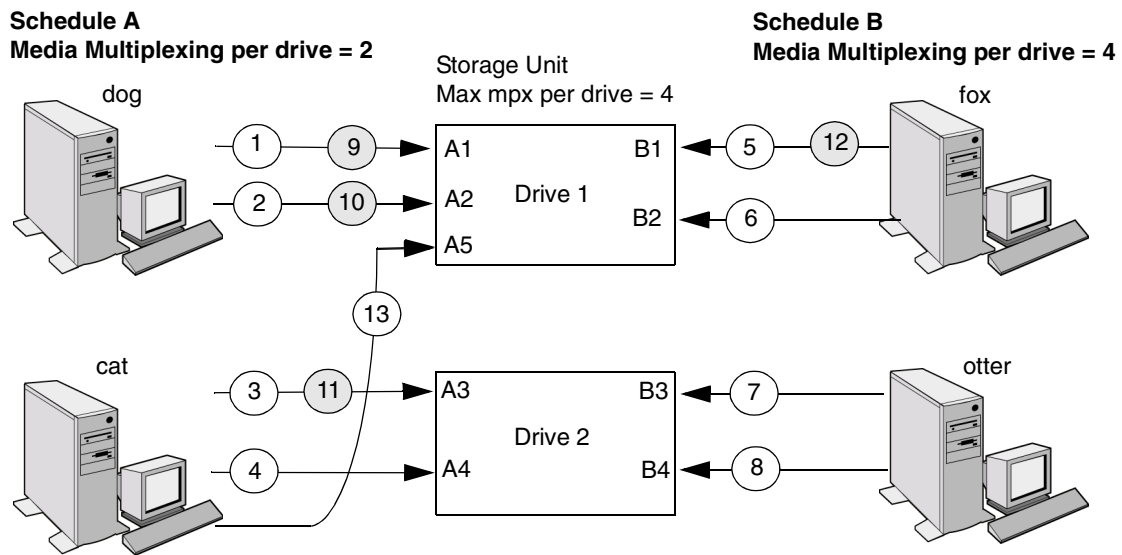 Schedule A
Media Multiplexing per drive = 2
Schedule B
Media Multiplexing per drive = 4
Storage Unit
Max mpx per drive = 4
dog
fox
1
9
A1
B1
5
12
2
10
A2
Drive 1
B2
6
A5
13
cat
otter
3
11
A3
B3
7
Drive 2
4
A4
B4
8